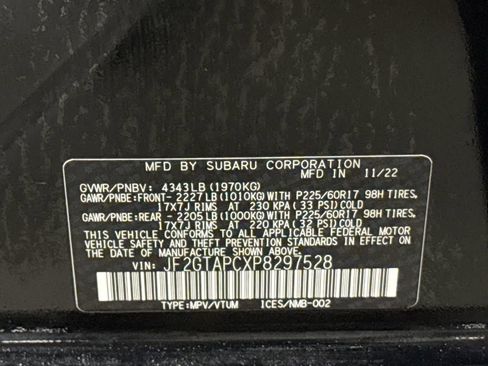 MFD BY SUBARU CORPORATION
MFD IN 11/22
GVWR/PNBV: 4343LB(1970KG)
GAWR/PNBE:FRONT- 2227LB(1010KG)WITH P225/60R17 98H TIRES,
17X7J RIMS AT 230 KPA (33 PSI)COLD
GAWR/PNBE:REAR - 2205LB(1000KG)WITH P225/60R17 98H TIRES,
17X7J RIMS AT 220 KPA (32 PSI)COLD
THIS VEHICLE CONFORMS TO ALL APPLICABLE FEDERAL MOTOR
VEHICLE SAFETY AND THEFT PREVENTION STANDARDS IN EFFECT
ON THE DATE OF MANUFACTURE SHOWN ABOVE.
VIN: JF2GTAPCXP8297528
TYPE:MPV/VTUM ICES/NMB-002